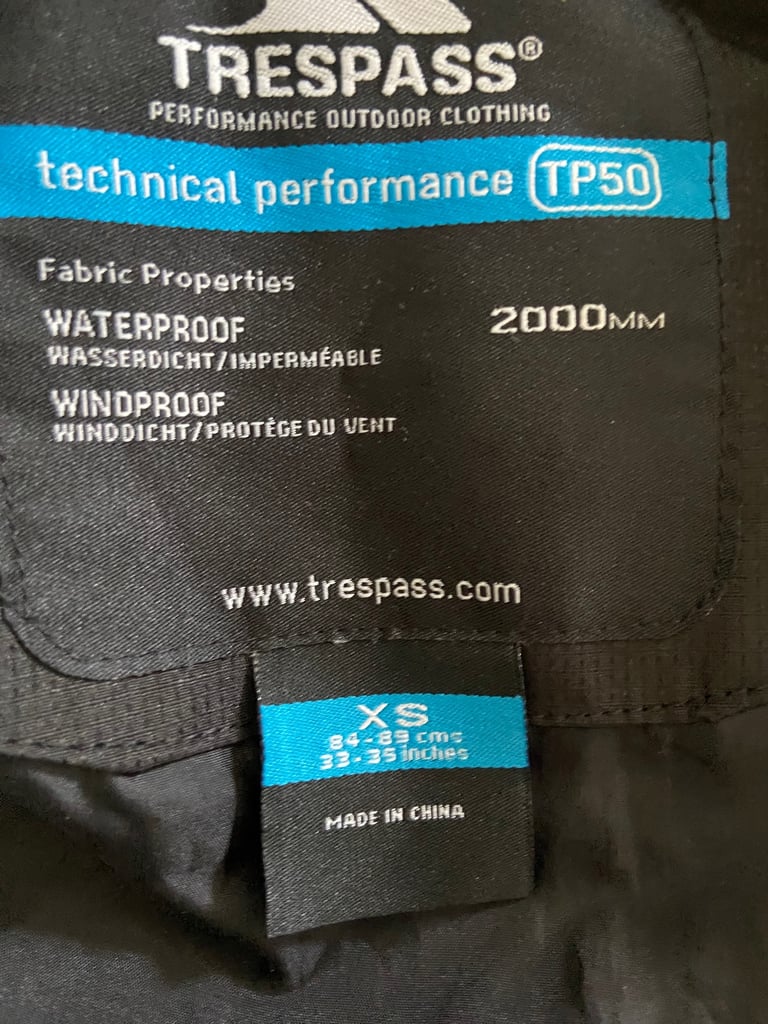 TRESPASS®
PERFORMANCE OUTDOOR CLOTHING
technical performance TP50
Fabric Properties
WATERPROOF 2000MM
WASSERDICHT/IMPERMÉABLE
WINDPROOF
WINDDICHT/PROTÈGE DU VENT
www.trespass.com
XS
84-89 cms
33-35 inches
MADE IN CHINA